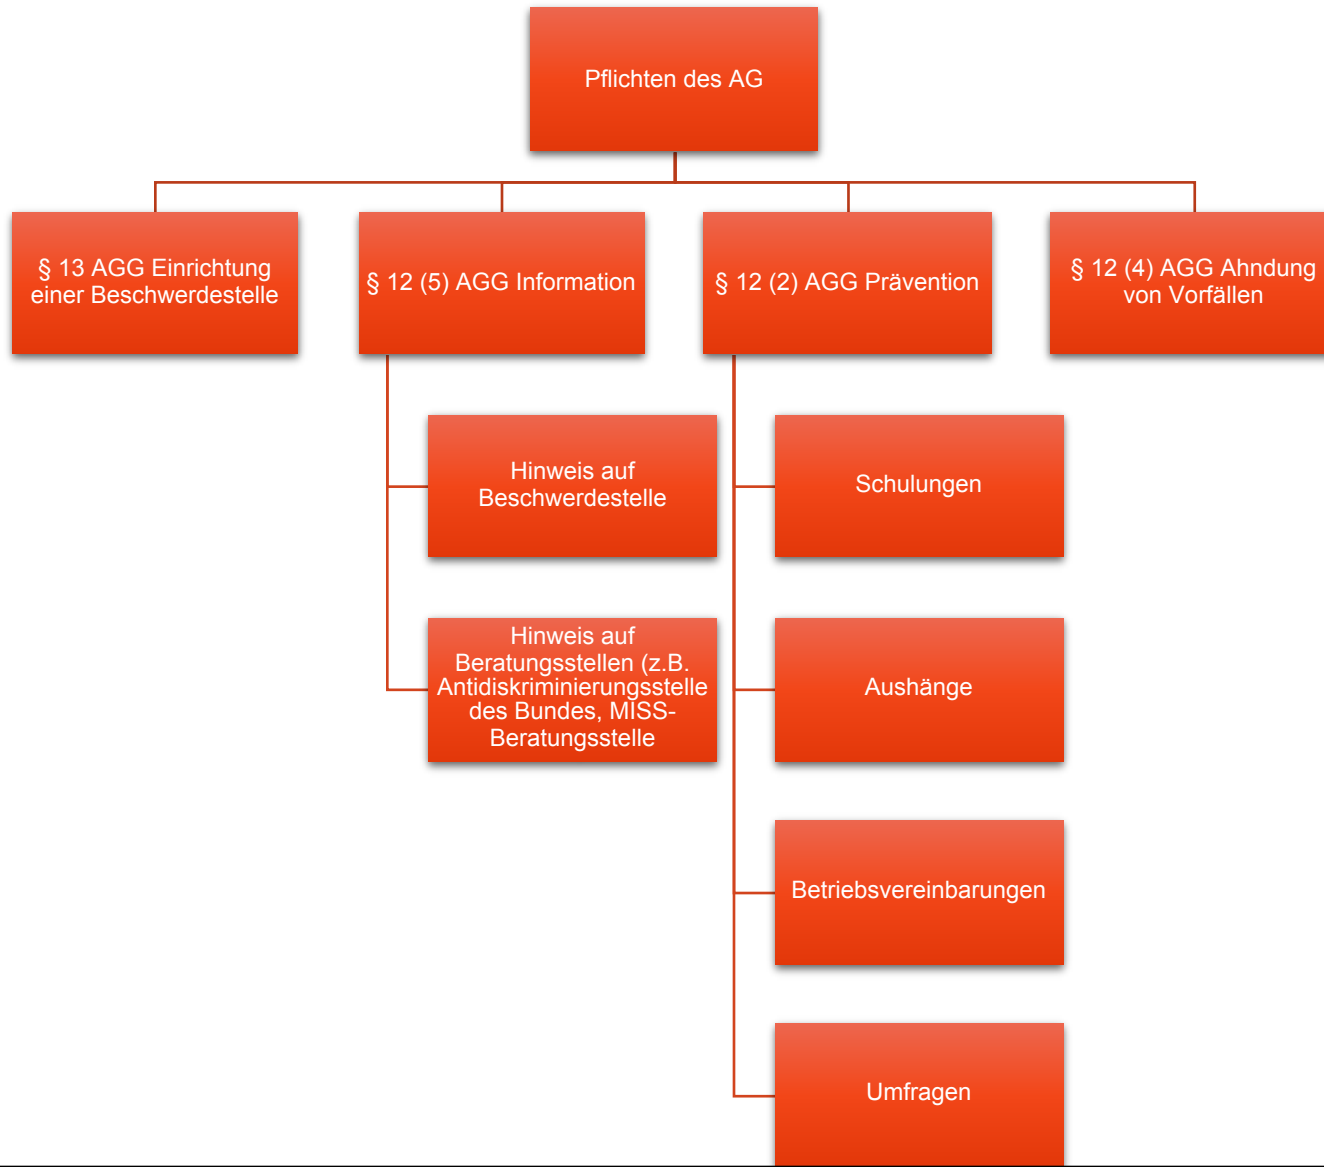 Pflichten des AG
§ 13 AGG Einrichtung
einer Beschwerdestelle
§ 12 (5) AGG Information
§ 12 (2) AGG Prävention
§ 12 (4) AGG Ahndung
von Vorfällen
Hinweis auf
Beschwerdestelle
Hinweis auf
Beratungsstellen (z.B.
Antidiskriminierungsstelle
des Bundes, MISS-
Beratungsstelle
Schulungen
Aushänge
Betriebsvereinbarungen
Umfragen